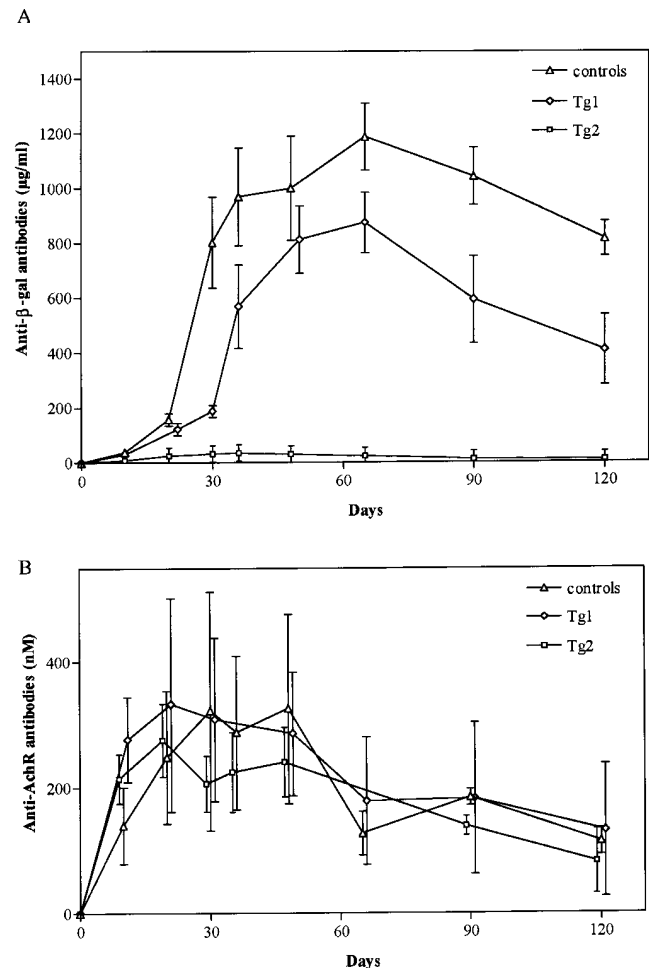 A
1400
1200
1000
800
600
400
200
0
0 30 60 90 120
Anti-β-gal antibodies (µg/ml)
Days
controls
Tg1
Tg2
B
400
200
0
0 30 60 90 120
Anti-AchR antibodies (nM)
Days
controls
Tg1
Tg2